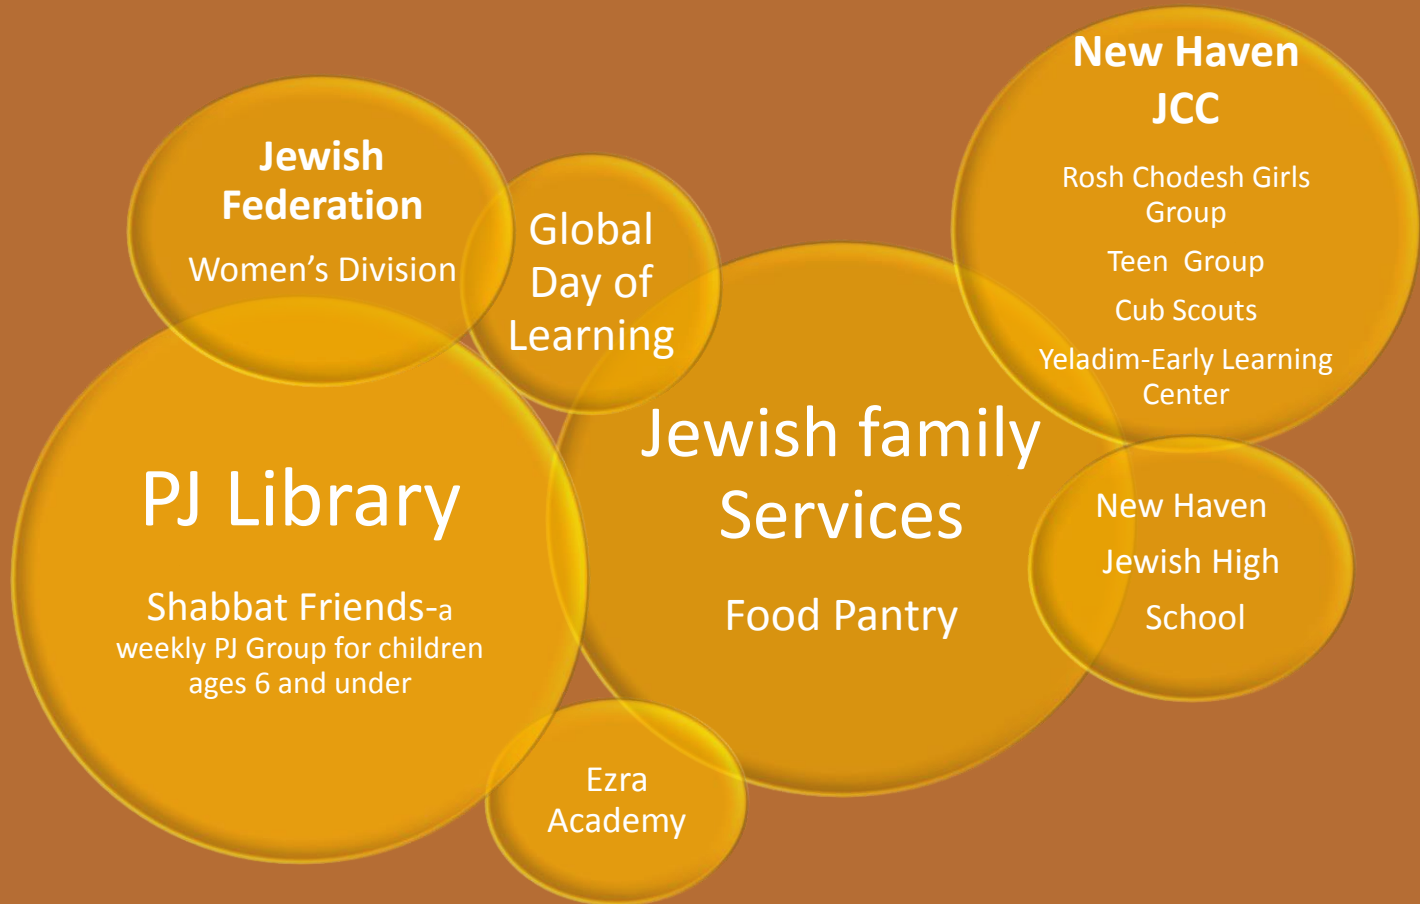 Jewish
Federation
Women’s Division
Global
Day of
Learning
New Haven
JCC
Rosh Chodesh Girls
Group
Teen  Group
Cub Scouts
Yeladim-Early Learning
Center
PJ Library
Shabbat Friends-a
weekly PJ Group for children
ages 6 and under
Jewish family
Services
Food Pantry
New Haven
Jewish High
School
Ezra
Academy